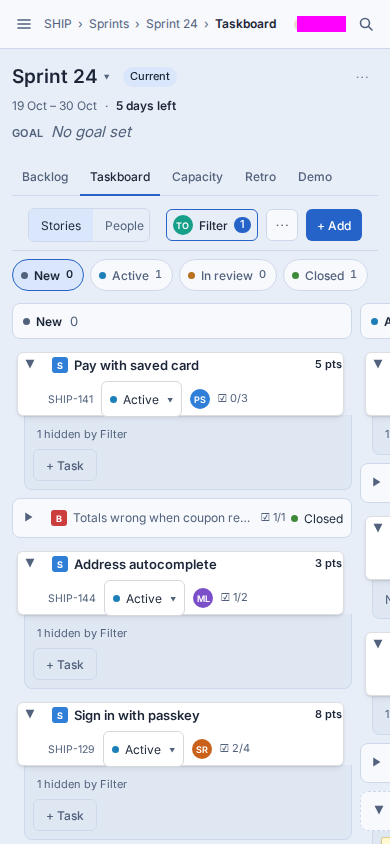 SHIP › Sprints › Sprint 24 › Taskboard
Sprint 24 ▾ Current ...
19 Oct – 30 Oct · 5 days left
GOAL No goal set
Backlog Taskboard Capacity Retro Demo
Stories People TO Filter 1 ... + Add
New 0 Active 1 In review 0 Closed 1
New 0
S Pay with saved card 5 pts
SHIP-141 Active ▾ PS ☑ 0/3
1 hidden by Filter
+ Task
B Totals wrong when coupon re... ☑ 1/1 Closed
S Address autocomplete 3 pts
SHIP-144 Active ▾ ML ☑ 1/2
1 hidden by Filter
+ Task
S Sign in with passkey 8 pts
SHIP-129 Active ▾ SR ☑ 2/4
1 hidden by Filter
+ Task